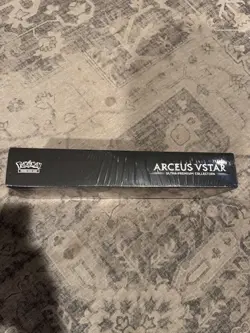 Pokémon
ARCEUS VSTAR
ULTRA-PREMIUM COLLECTION